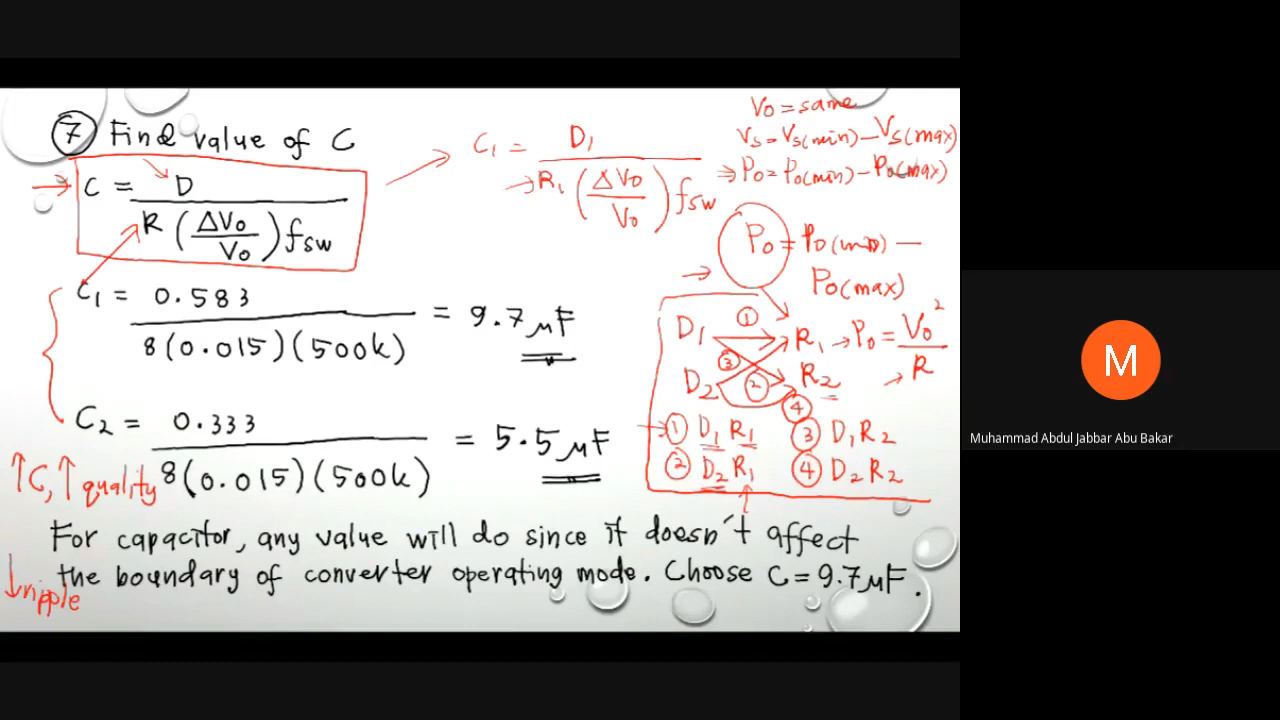 ⑦ Find value of C
C = D / R (ΔVo / Vo) fsw
C₁ = D₁ / R₁ (ΔVo / Vo) fsw
Vo = same
Vs = Vs(min) – Vs(max)
⇒ Po = Po(min) – Po(max)
Po = Po(min) –
Po(max)
C₁ = 0.583 / 8(0.015)(500k) = 9.7 μF
C₂ = 0.333 / 8(0.015)(500k) = 5.5 μF
D₁ ① R₁ → Po = Vo² / R
③ ②
D₂ R₂
④
① D₁ R₁ ③ D₁ R₂
② D₂ R₁ ④ D₂ R₂
↑C, ↑quality
↓ripple
For capacitor, any value will do since it doesn't affect
the boundary of converter operating mode. Choose C = 9.7 μF.
M
Muhammad Abdul Jabbar Abu Bakar